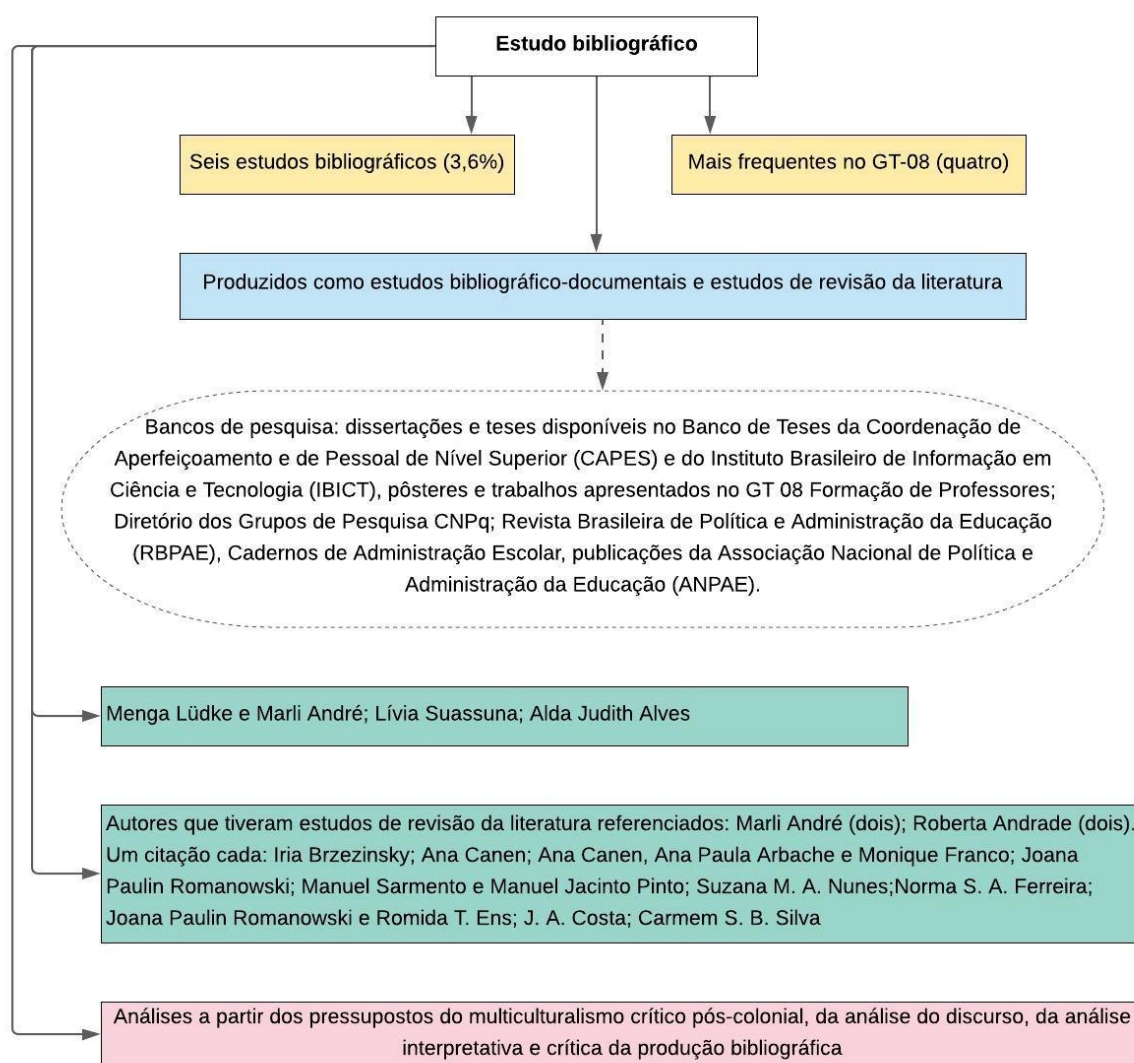 Estudo bibliográfico
Seis estudos bibliográficos (3,6%)
Mais frequentes no GT-08 (quatro)
Produzidos como estudos bibliográfico-documentais e estudos de revisão da literatura
Bancos de pesquisa: dissertações e teses disponíveis no Banco de Teses da Coordenação de
Aperfeiçoamento e de Pessoal de Nível Superior (CAPES) e do Instituto Brasileiro de Informação em
Ciência e Tecnologia (IBICT), pôsteres e trabalhos apresentados no GT 08 Formação de Professores;
Diretório dos Grupos de Pesquisa CNPq; Revista Brasileira de Política e Administração da Educação
(RBPAE), Cadernos de Administração Escolar, publicações da Associação Nacional de Política e
Administração da Educação (ANPAE).
Menga Lüdke e Marli André; Lívia Suassuna; Alda Judith Alves
Autores que tiveram estudos de revisão da literatura referenciados: Marli André (dois); Roberta Andrade (dois).
Um citação cada: Iria Brzezinsky; Ana Canen; Ana Canen, Ana Paula Arbache e Monique Franco; Joana
Paulin Romanowski; Manuel Sarmento e Manuel Jacinto Pinto; Suzana M. A. Nunes;Norma S. A. Ferreira;
Joana Paulin Romanowski e Romida T. Ens; J. A. Costa; Carmem S. B. Silva
Análises a partir dos pressupostos do multiculturalismo crítico pós-colonial, da análise do discurso, da análise
interpretativa e crítica da produção bibliográfica